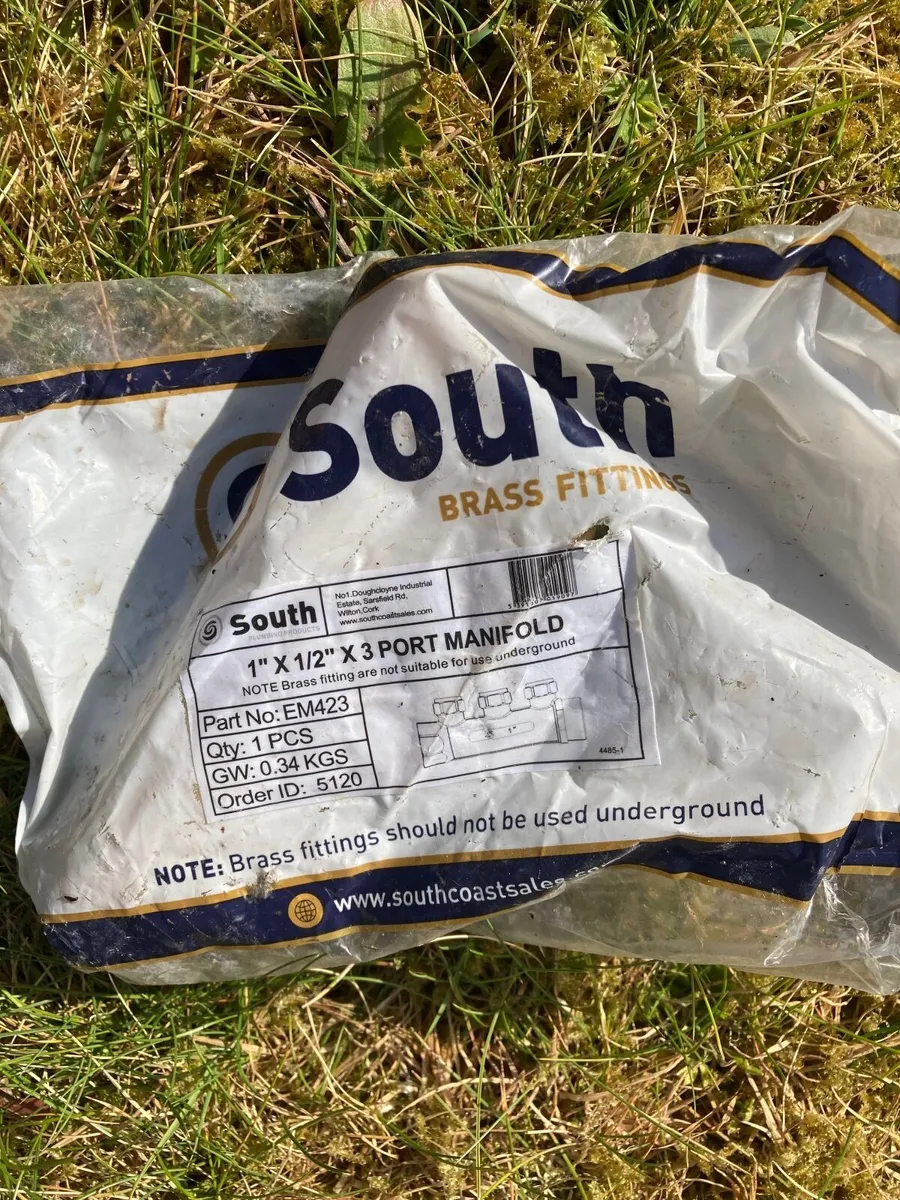 South
BRASS FITTINGS
South
PLUMBING PRODUCTS
No1.Doughcloyne Industrial
Estate, Sarsfield Rd,
Wilton,Cork
www.southcoastsales.com
1" X 1/2" X 3 PORT MANIFOLD
NOTE Brass fitting are not suitable for use underground
Part No: EM423
Qty: 1 PCS
GW: 0.34 KGS
Order ID: 5120
1"
4485-1
NOTE: Brass fittings should not be used underground
www.southcoastsales